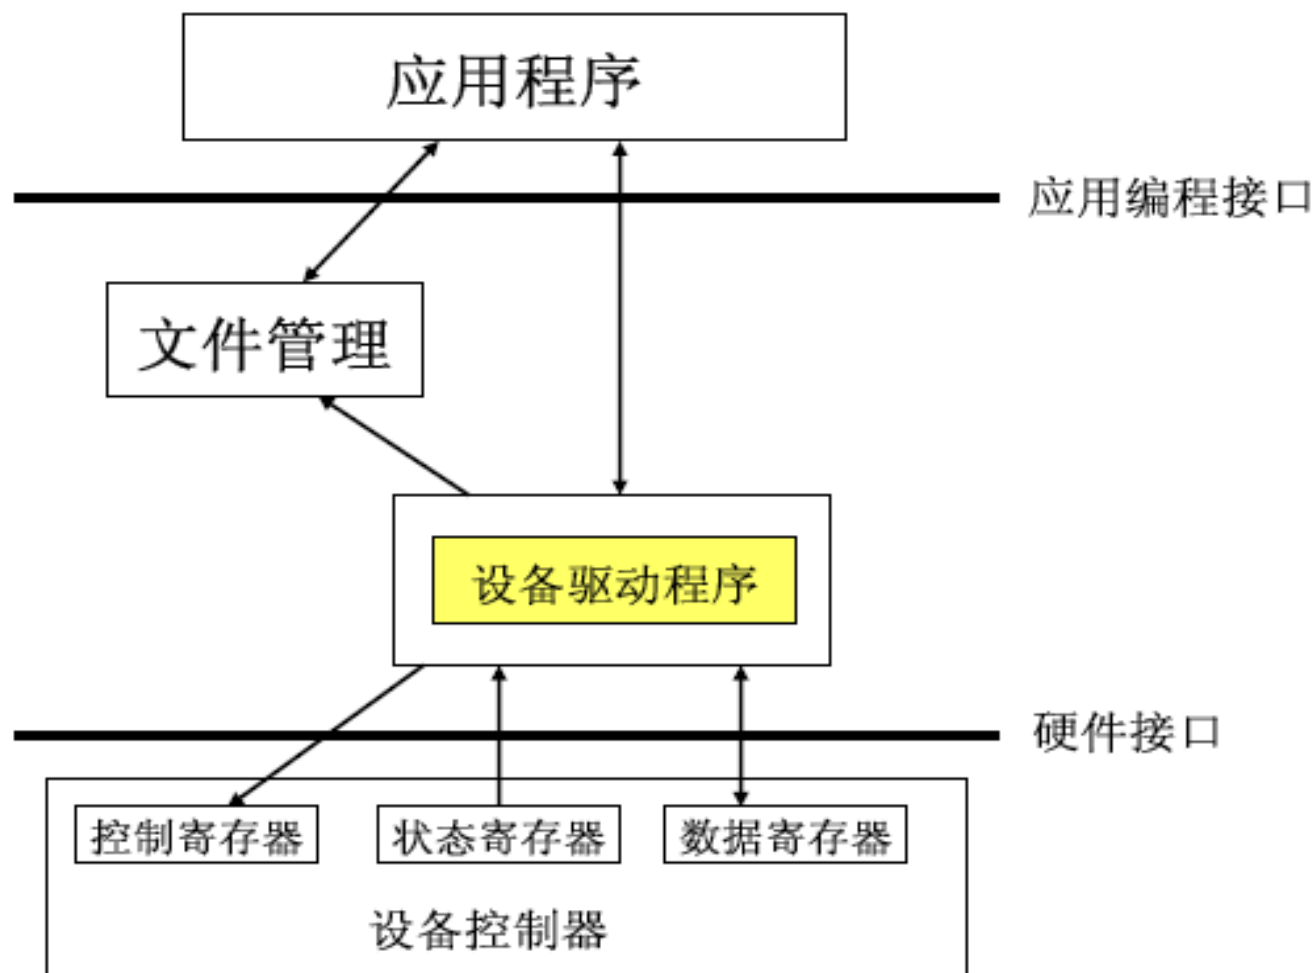 应用程序
应用编程接口
文件管理
设备驱动程序
硬件接口
控制寄存器
状态寄存器
数据寄存器
设备控制器